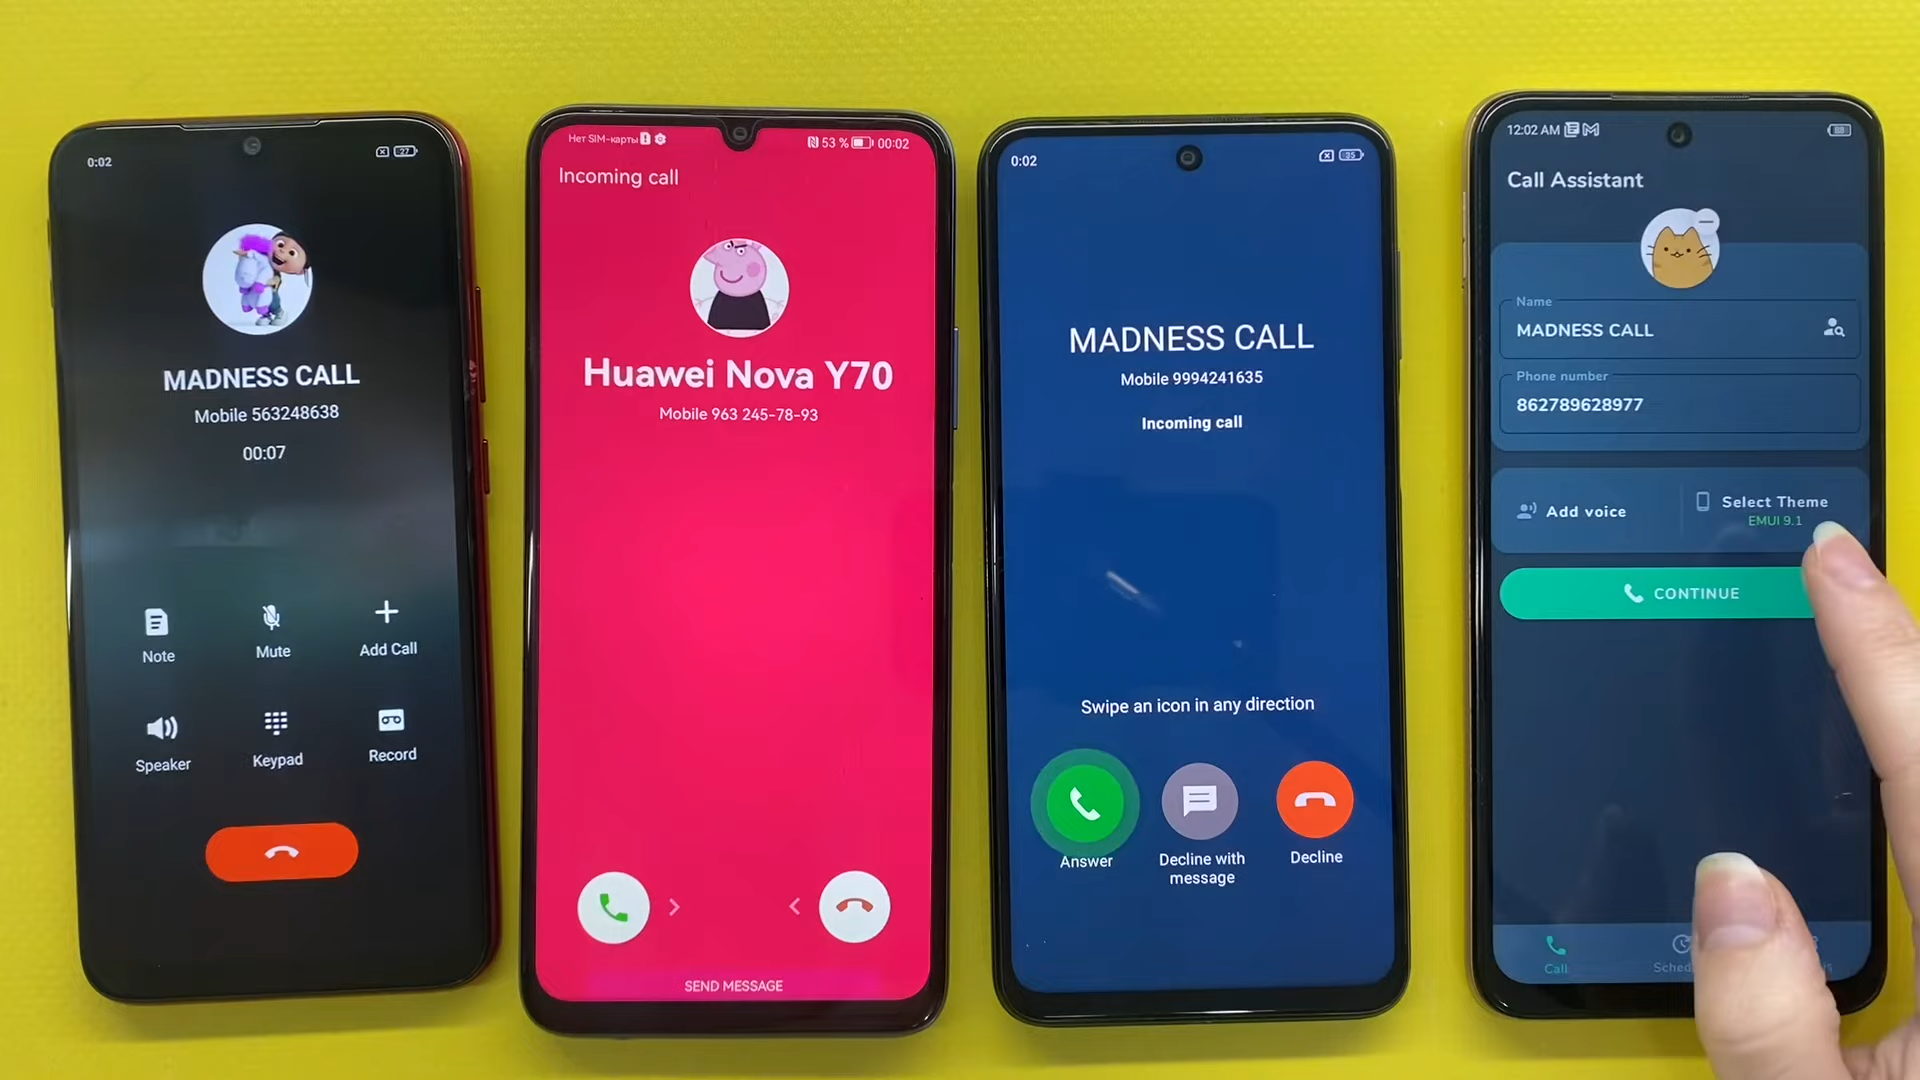 0:02
27
MADNESS CALL
Mobile 563248638
00:07
Note
Mute
Add Call
Speaker
Keypad
Record
Нет SIM-карты
53 %
00:02
Incoming call
Huawei Nova Y70
Mobile 963 245-78-93
SEND MESSAGE
0:02
35
MADNESS CALL
Mobile 9994241635
Incoming call
Swipe an icon in any direction
Answer
Decline with
message
Decline
12:02 AM
88
Call Assistant
Name
MADNESS CALL
Phone number
862789628977
Add voice
Select Theme
EMUI 9.1
CONTINUE
Call